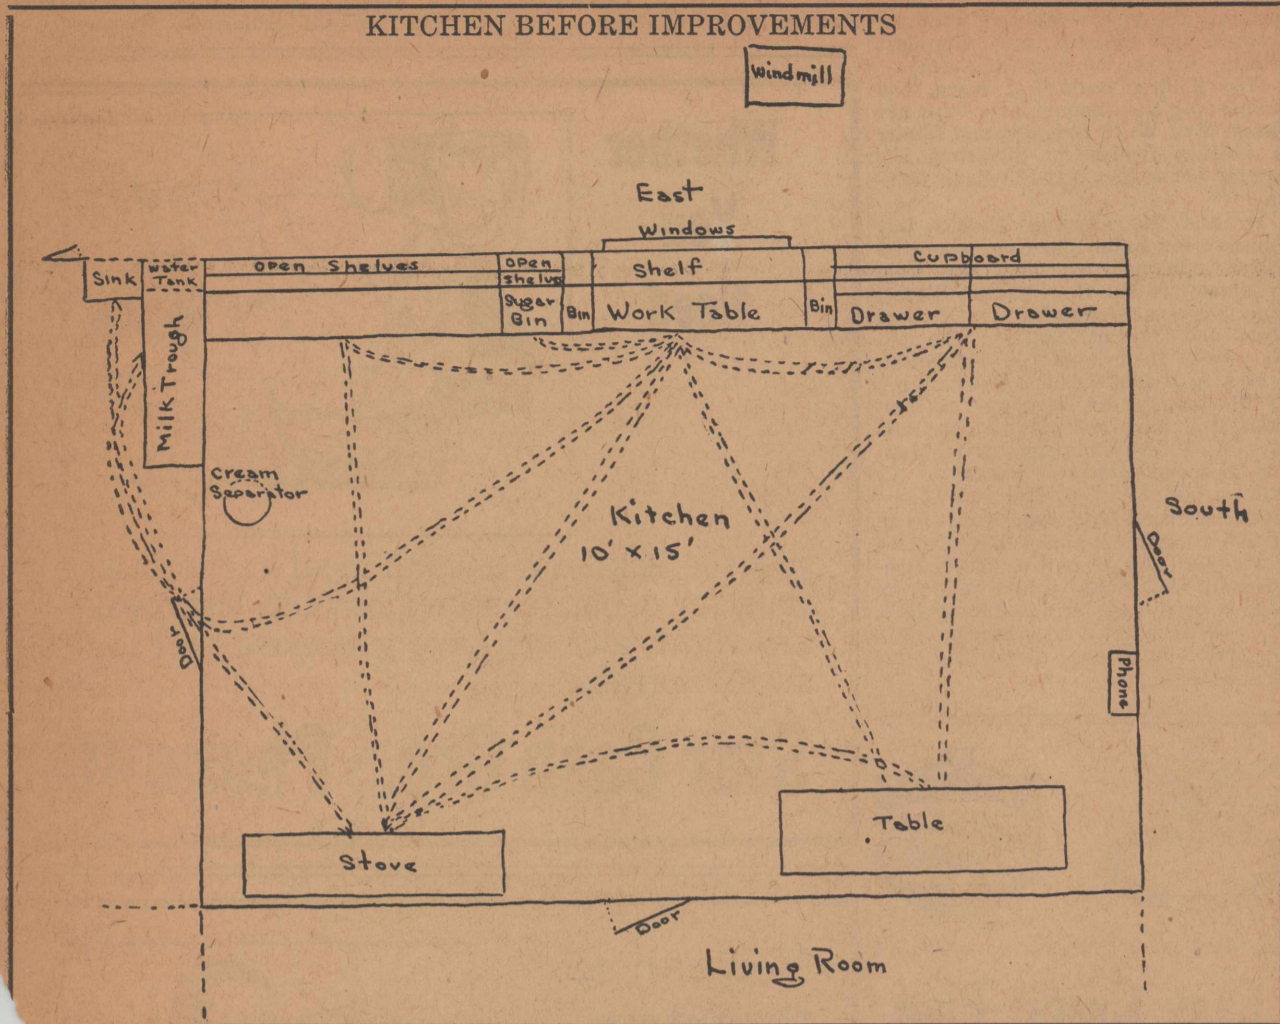 KITCHEN BEFORE IMPROVEMENTS
Windmill
East
Windows
Sink
Water
Tank
Open Shelves
Open
Shelves
Shelf
Cupboard
Sugar
Bin
Bin
Work Table
Bin
Drawer
Drawer
Milk Trough
Cream
Separator
Kitchen
10' x 15'
South
Door
Door
Phone
Table
Stove
Door
Living Room